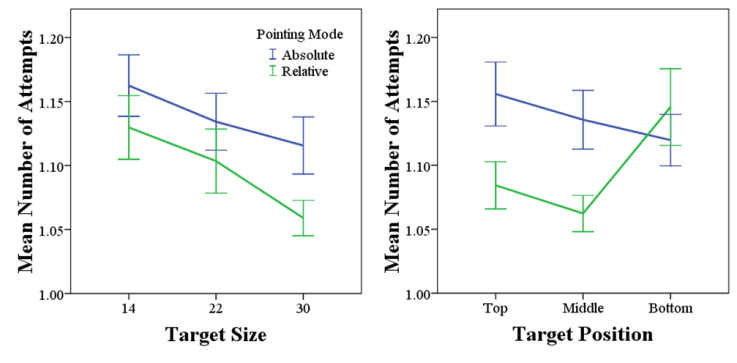 Mean Number of Attempts
1.20
1.15
1.10
1.05
1.00
Pointing Mode
Absolute
Relative
14 22 30
Target Size
Mean Number of Attempts
1.20
1.15
1.10
1.05
1.00
Top Middle Bottom
Target Position